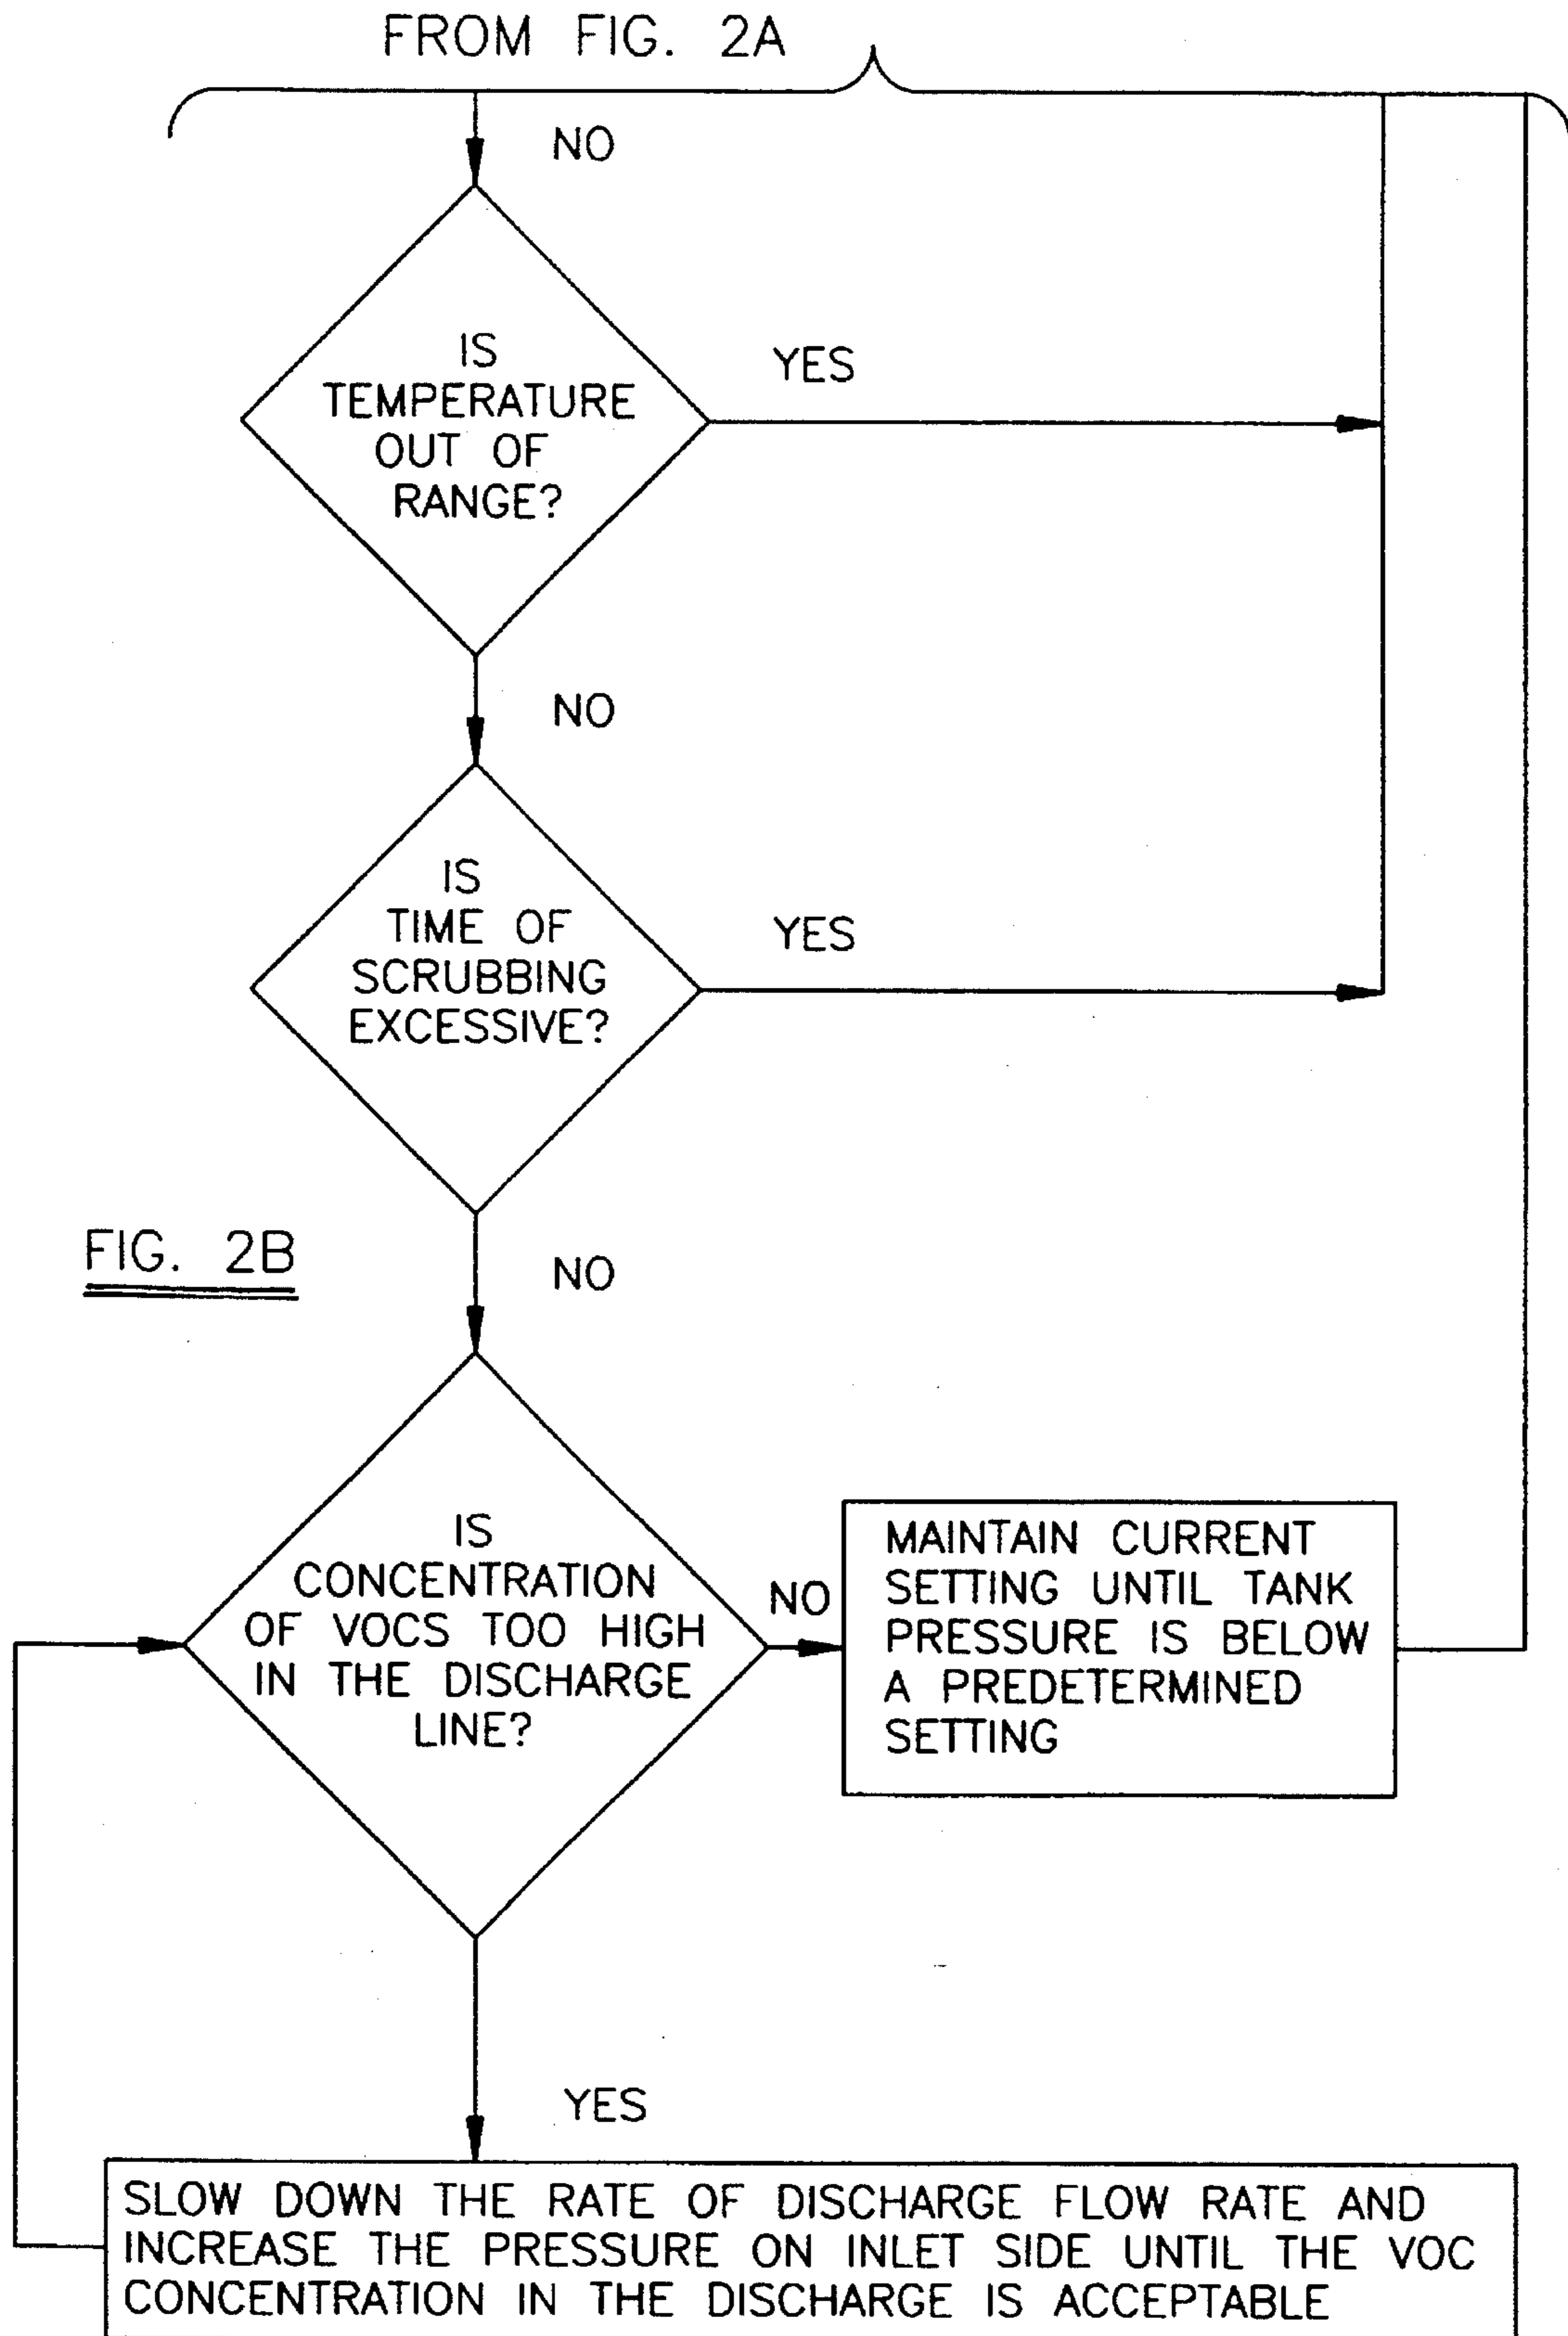 FROM FIG. 2A
NO
IS
TEMPERATURE
OUT OF
RANGE?
YES
NO
IS
TIME OF
SCRUBBING
EXCESSIVE?
YES
FIG. 2B
NO
IS
CONCENTRATION
OF VOCS TOO HIGH
IN THE DISCHARGE
LINE?
NO
MAINTAIN CURRENT
SETTING UNTIL TANK
PRESSURE IS BELOW
A PREDETERMINED
SETTING
YES
SLOW DOWN THE RATE OF DISCHARGE FLOW RATE AND
INCREASE THE PRESSURE ON INLET SIDE UNTIL THE VOC
CONCENTRATION IN THE DISCHARGE IS ACCEPTABLE